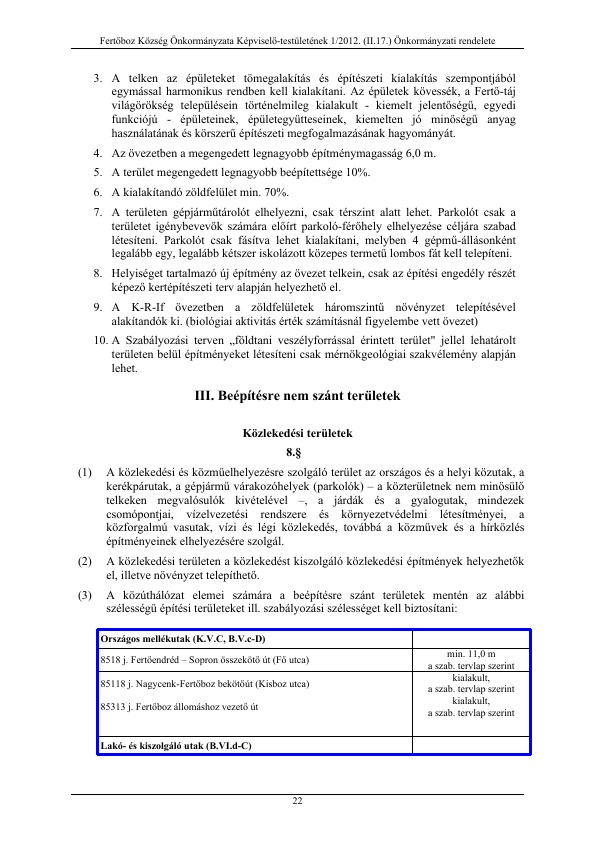 Fertőboz Község Önkormányzata Képviselő-testületének 1/2012. (II.17.) Önkormányzati rendelete
3. A telken az épületeket tömegalakítás és építészeti kialakítás szempontjából
egymással harmonikus rendben kell kialakítani. Az épületek kövessék, a Fertő-táj
világörökség településein történelmileg kialakult - kiemelt jelentőségű, egyedi
funkciójú - épületeinek, épületegyütteseinek, kiemelten jó minőségű anyag
használatának és körszerű építészeti megfogalmazásának hagyományát.
4. Az övezetben a megengedett legnagyobb építménymagasság 6,0 m.
5. A terület megengedett legnagyobb beépítettsége 10%.
6. A kialakítandó zöldfelület min. 70%.
7. A területen gépjárműtárolót elhelyezni, csak térszint alatt lehet. Parkolót csak a
területet igénybevevők számára előírt parkoló-férőhely elhelyezése céljára szabad
létesíteni. Parkolót csak fásítva lehet kialakítani, melyben 4 gépmű-állásonként
legalább egy, legalább kétszer iskolázott közepes termetű lombos fát kell telepíteni.
8. Helyiséget tartalmazó új építmény az övezet telkein, csak az építési engedély részét
képező kertépítészeti terv alapján helyezhető el.
9. A K-R-If övezetben a zöldfelületek háromszintű növényzet telepítésével
alakítandók ki. (biológiai aktivitás érték számításnál figyelembe vett övezet)
10. A Szabályozási terven „földtani veszélyforrással érintett terület" jellel lehatárolt
területen belül építményeket létesíteni csak mérnökgeológiai szakvélemény alapján
lehet.
III. Beépítésre nem szánt területek
Közlekedési területek
8.§
(1) A közlekedési és közműelhelyezésre szolgáló terület az országos és a helyi közutak, a
kerékpárutak, a gépjármű várakozóhelyek (parkolók) – a közterületnek nem minősülő
telkeken megvalósulók kivételével –, a járdák és a gyalogutak, mindezek
csomópontjai, vízelvezetési rendszere és környezetvédelmi létesítményei, a
közforgalmú vasutak, vízi és légi közlekedés, továbbá a közművek és a hírközlés
építményeinek elhelyezésére szolgál.
(2) A közlekedési területen a közlekedést kiszolgáló közlekedési építmények helyezhetők
el, illetve növényzet telepíthető.
(3) A közúthálózat elemei számára a beépítésre szánt területek mentén az alábbi
szélességű építési területeket ill. szabályozási szélességet kell biztosítani:
Országos mellékutak (K.V.C, B.V.c-D)
8518 j. Fertőendréd – Sopron összekötő út (Fő utca)
min. 11,0 m
a szab. tervlap szerint
85118 j. Nagycenk-Fertőboz bekötőút (Kisboz utca)
kialakult,
a szab. tervlap szerint
85313 j. Fertőboz állomáshoz vezető út
kialakult,
a szab. tervlap szerint
Lakó- és kiszolgáló utak (B.VI.d-C)
22